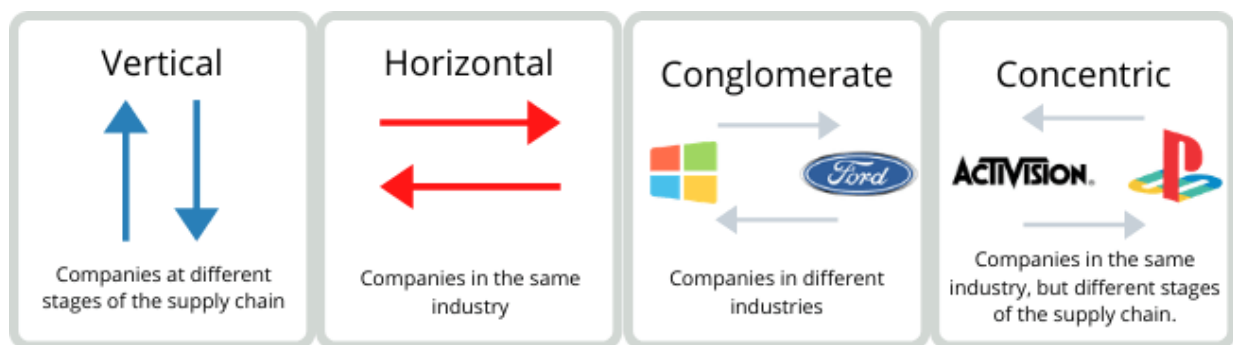 Vertical
Companies at different
stages of the supply chain
Horizontal
Companies in the same
industry
Conglomerate
Ford
Companies in different
industries
Concentric
ACTIVISION®
Companies in the same
industry, but different stages
of the supply chain.